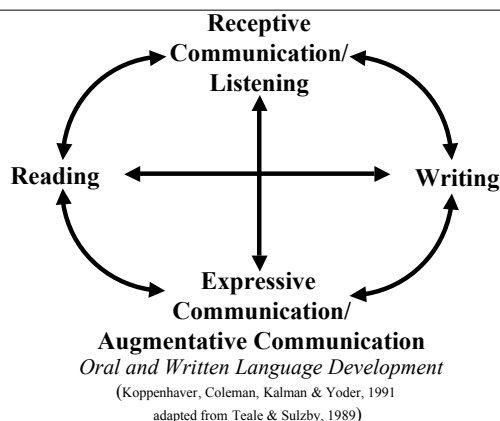 Receptive
Communication/
Listening
Reading
Writing
Expressive
Communication/
Augmentative Communication
Oral and Written Language Development
(Koppenhaver, Coleman, Kalman & Yoder, 1991
adapted from Teale & Sulzby, 1989)